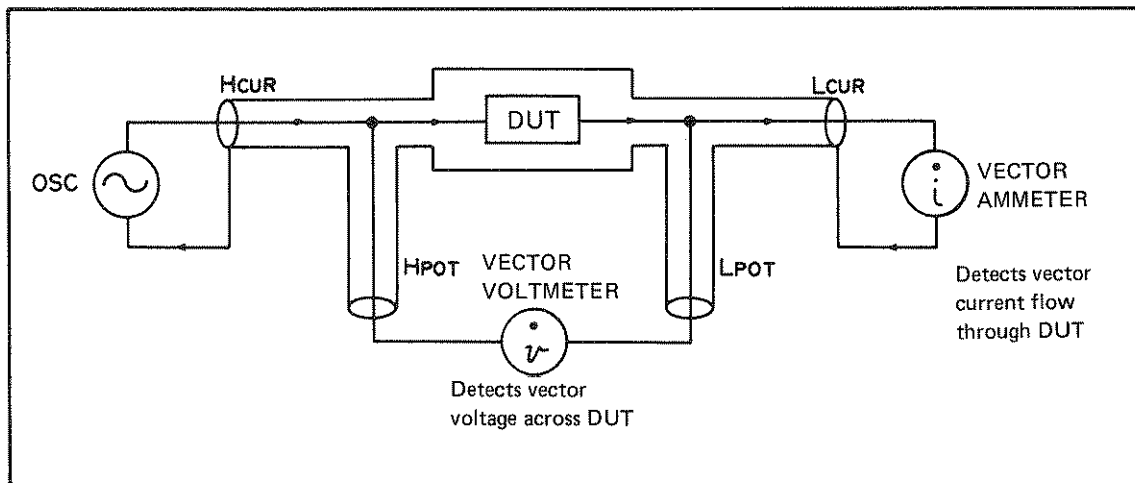 HCUR
LCUR
DUT
OSC
i
VECTOR
AMMETER
HPOT
VECTOR
VOLTMETER
LPOT
v
Detects vector
current flow
through DUT
Detects vector
voltage across DUT